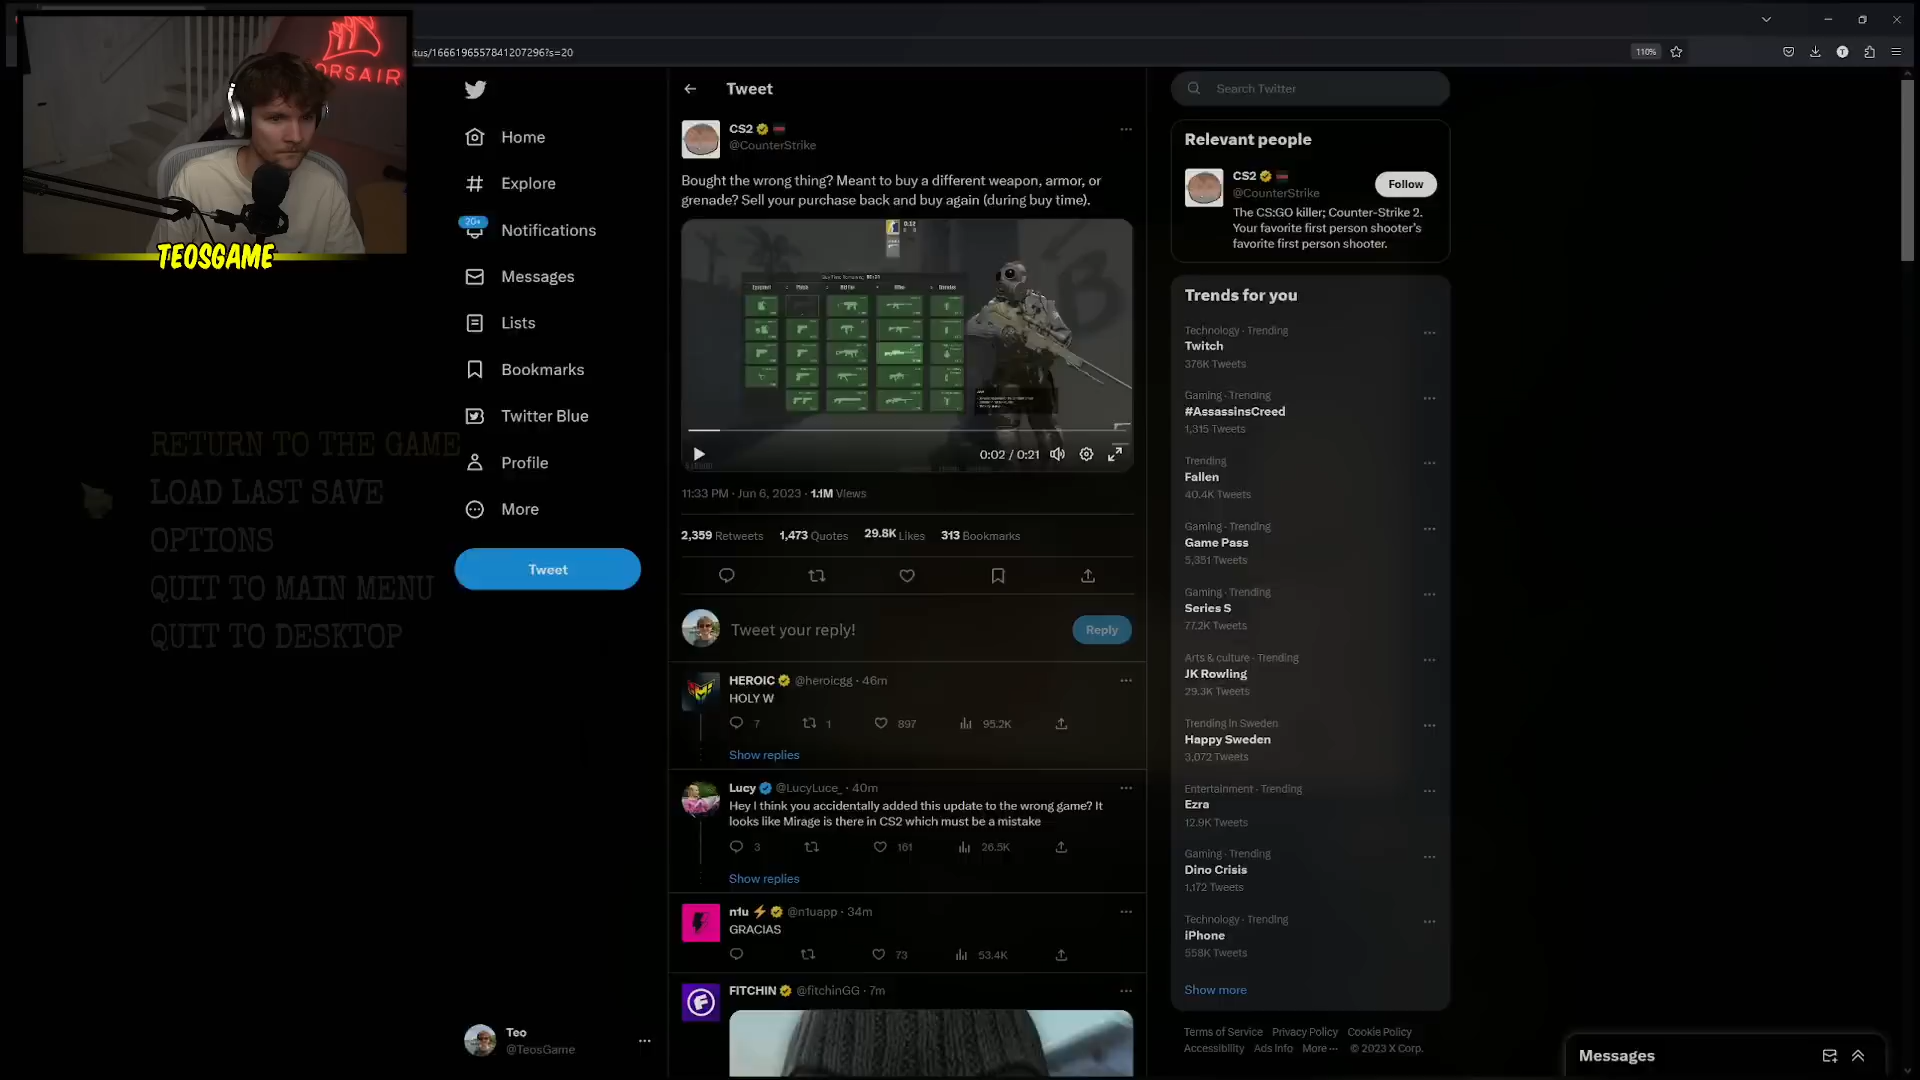 tus/1666196557841207296?s=20
110%
ORSAIR
TEOSGAME
RETURN TO THE GAME
LOAD LAST SAVE
OPTIONS
QUIT TO MAIN MENU
QUIT TO DESKTOP
Home
Explore
20+
Notifications
Messages
Lists
Bookmarks
Twitter Blue
Profile
More
Tweet
Teo
@TeosGame
Tweet
CS2
@CounterStrike
Bought the wrong thing? Meant to buy a different weapon, armor, or
grenade? Sell your purchase back and buy again (during buy time).
0:02 / 0:21
11:33 PM · Jun 6, 2023 · 1.1M Views
2,359 Retweets 1,473 Quotes 29.8K Likes 313 Bookmarks
Tweet your reply!
Reply
HEROIC @heroicgg · 46m
HOLY W
7 1 897 95.2K
Show replies
Lucy @LucyLuce_ · 40m
Hey I think you accidentally added this update to the wrong game? It
looks like Mirage is there in CS2 which must be a mistake
3 161 26.5K
Show replies
n1u @n1uapp · 34m
GRACIAS
73 53.4K
FITCHIN @fitchinGG · 7m
Search Twitter
Relevant people
CS2
@CounterStrike
Follow
The CS:GO killer; Counter-Strike 2.
Your favorite first person shooter's
favorite first person shooter.
Trends for you
Technology · Trending
Twitch
376K Tweets
Gaming · Trending
#AssassinsCreed
1,315 Tweets
Trending
Fallen
40.4K Tweets
Gaming · Trending
Game Pass
5,351 Tweets
Gaming · Trending
Series S
77.2K Tweets
Arts & culture · Trending
JK Rowling
29.3K Tweets
Trending in Sweden
Happy Sweden
3,072 Tweets
Entertainment · Trending
Ezra
12.9K Tweets
Gaming · Trending
Dino Crisis
1,172 Tweets
Technology · Trending
iPhone
558K Tweets
Show more
Terms of Service Privacy Policy Cookie Policy
Accessibility Ads info More ··· © 2023 X Corp.
Messages